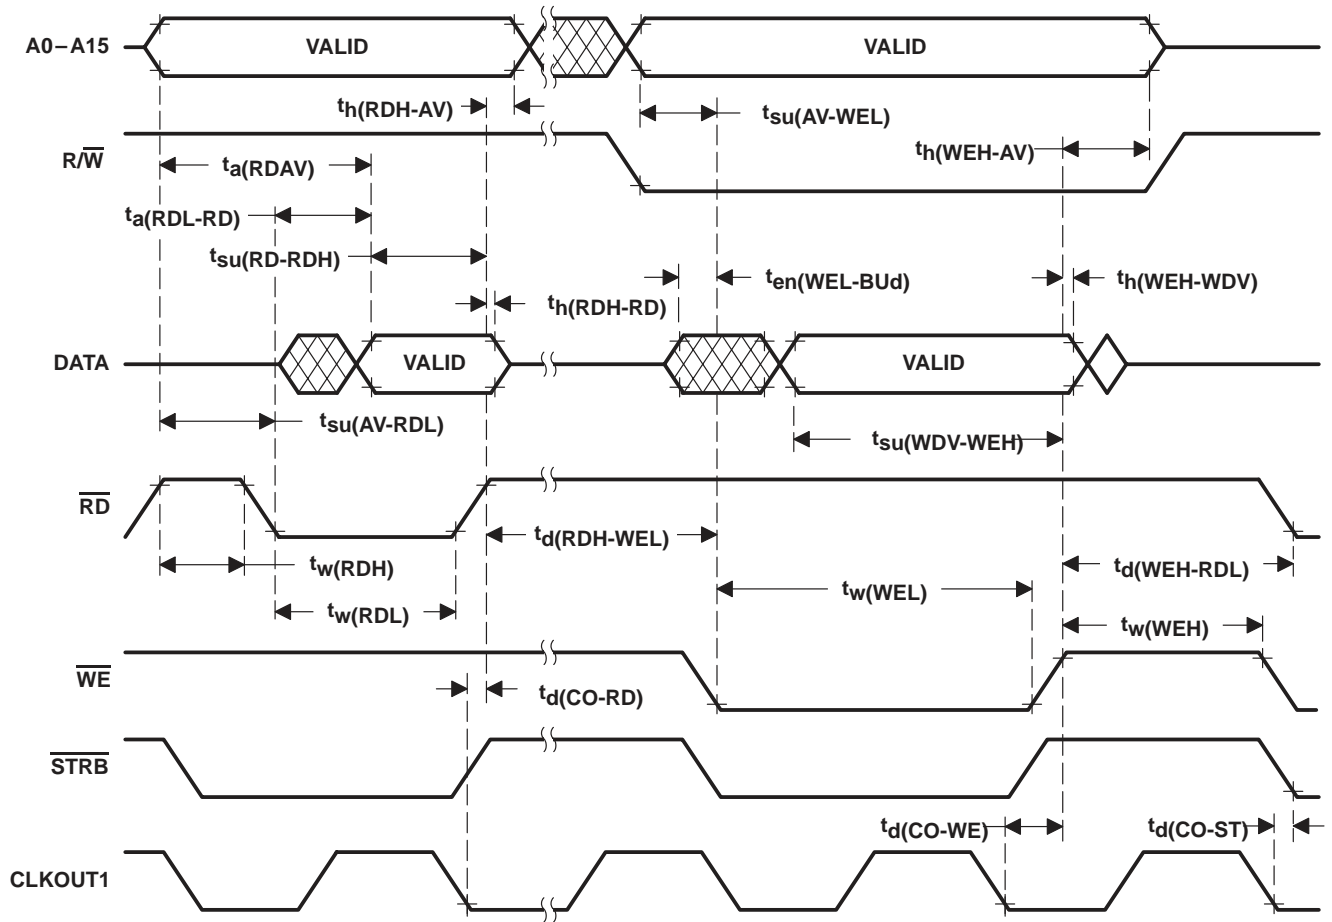 A0–A15 VALID VALID
th(RDH-AV) tsu(AV-WEL)
R/W̅ ta(RDAV) th(WEH-AV)
ta(RDL-RD)
tsu(RD-RDH)
th(RDH-RD) ten(WEL-BUd) th(WEH-WDV)
DATA VALID VALID
tsu(AV-RDL) tsu(WDV-WEH)
R̅D̅
td(RDH-WEL)
tw(RDH) td(WEH-RDL)
tw(RDL) tw(WEL) tw(WEH)
W̅E̅
td(CO-RD)
S̅T̅R̅B̅
td(CO-WE) td(CO-ST)
CLKOUT1